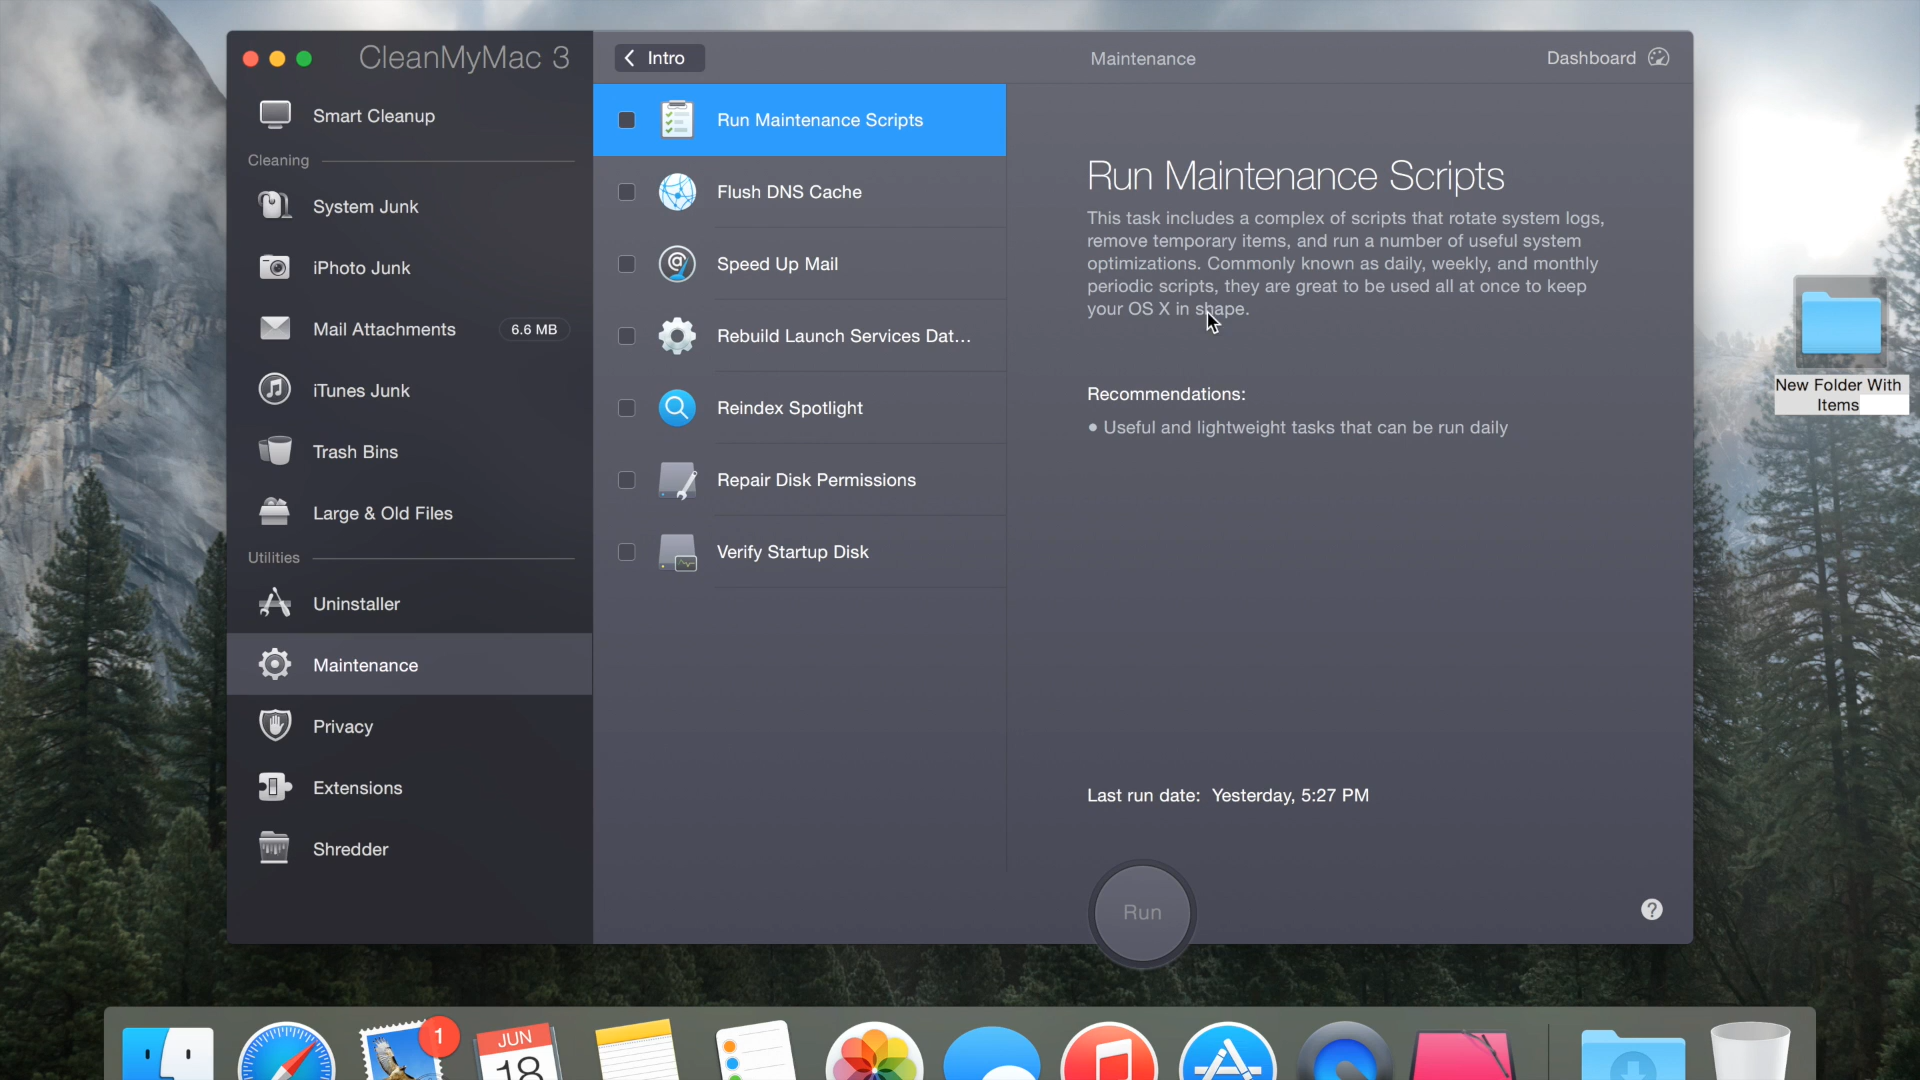 CleanMyMac 3
Intro
Maintenance
Dashboard
Smart Cleanup
Cleaning
System Junk
iPhoto Junk
Mail Attachments
6.6 MB
iTunes Junk
Trash Bins
Large & Old Files
Utilities
Uninstaller
Maintenance
Privacy
Extensions
Shredder
Run Maintenance Scripts
Flush DNS Cache
Speed Up Mail
Rebuild Launch Services Dat...
Reindex Spotlight
Repair Disk Permissions
Verify Startup Disk
Run Maintenance Scripts
This task includes a complex of scripts that rotate system logs,
remove temporary items, and run a number of useful system
optimizations. Commonly known as daily, weekly, and monthly
periodic scripts, they are great to be used all at once to keep
your OS X in shape.
Recommendations:
• Useful and lightweight tasks that can be run daily
Last run date: Yesterday, 5:27 PM
Run
?
New Folder With
Items
1
JUN
18